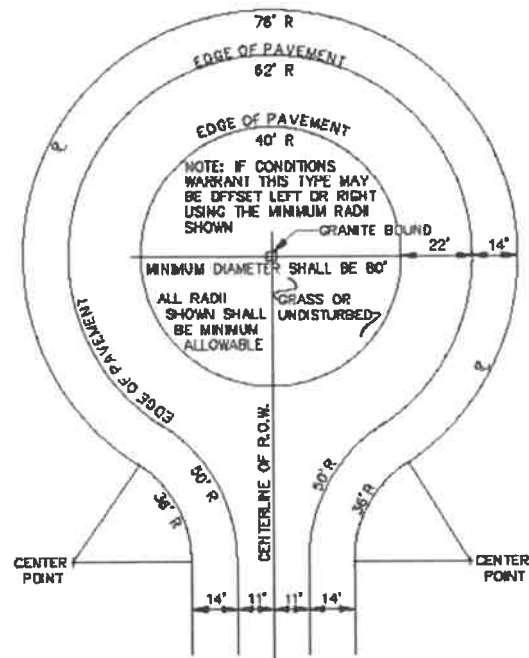 76' R
EDGE OF PAVEMENT
62' R
EDGE OF PAVEMENT
40' R
NOTE: IF CONDITIONS
WARRANT THIS TYPE MAY
BE OFFSET LEFT OR RIGHT
USING THE MINIMUM RADII
SHOWN
GRANITE BOUND
22'
14'
MINIMUM DIAMETER SHALL BE 80'
ALL RADII
SHOWN SHALL
BE MINIMUM
ALLOWABLE
GRASS OR
UNDISTURBED
EDGE OF PAVEMENT
CENTERLINE OF R.O.W.
50' R
36' R
50' R
36' R
CENTER
POINT
CENTER
POINT
14'
11'
11'
14'